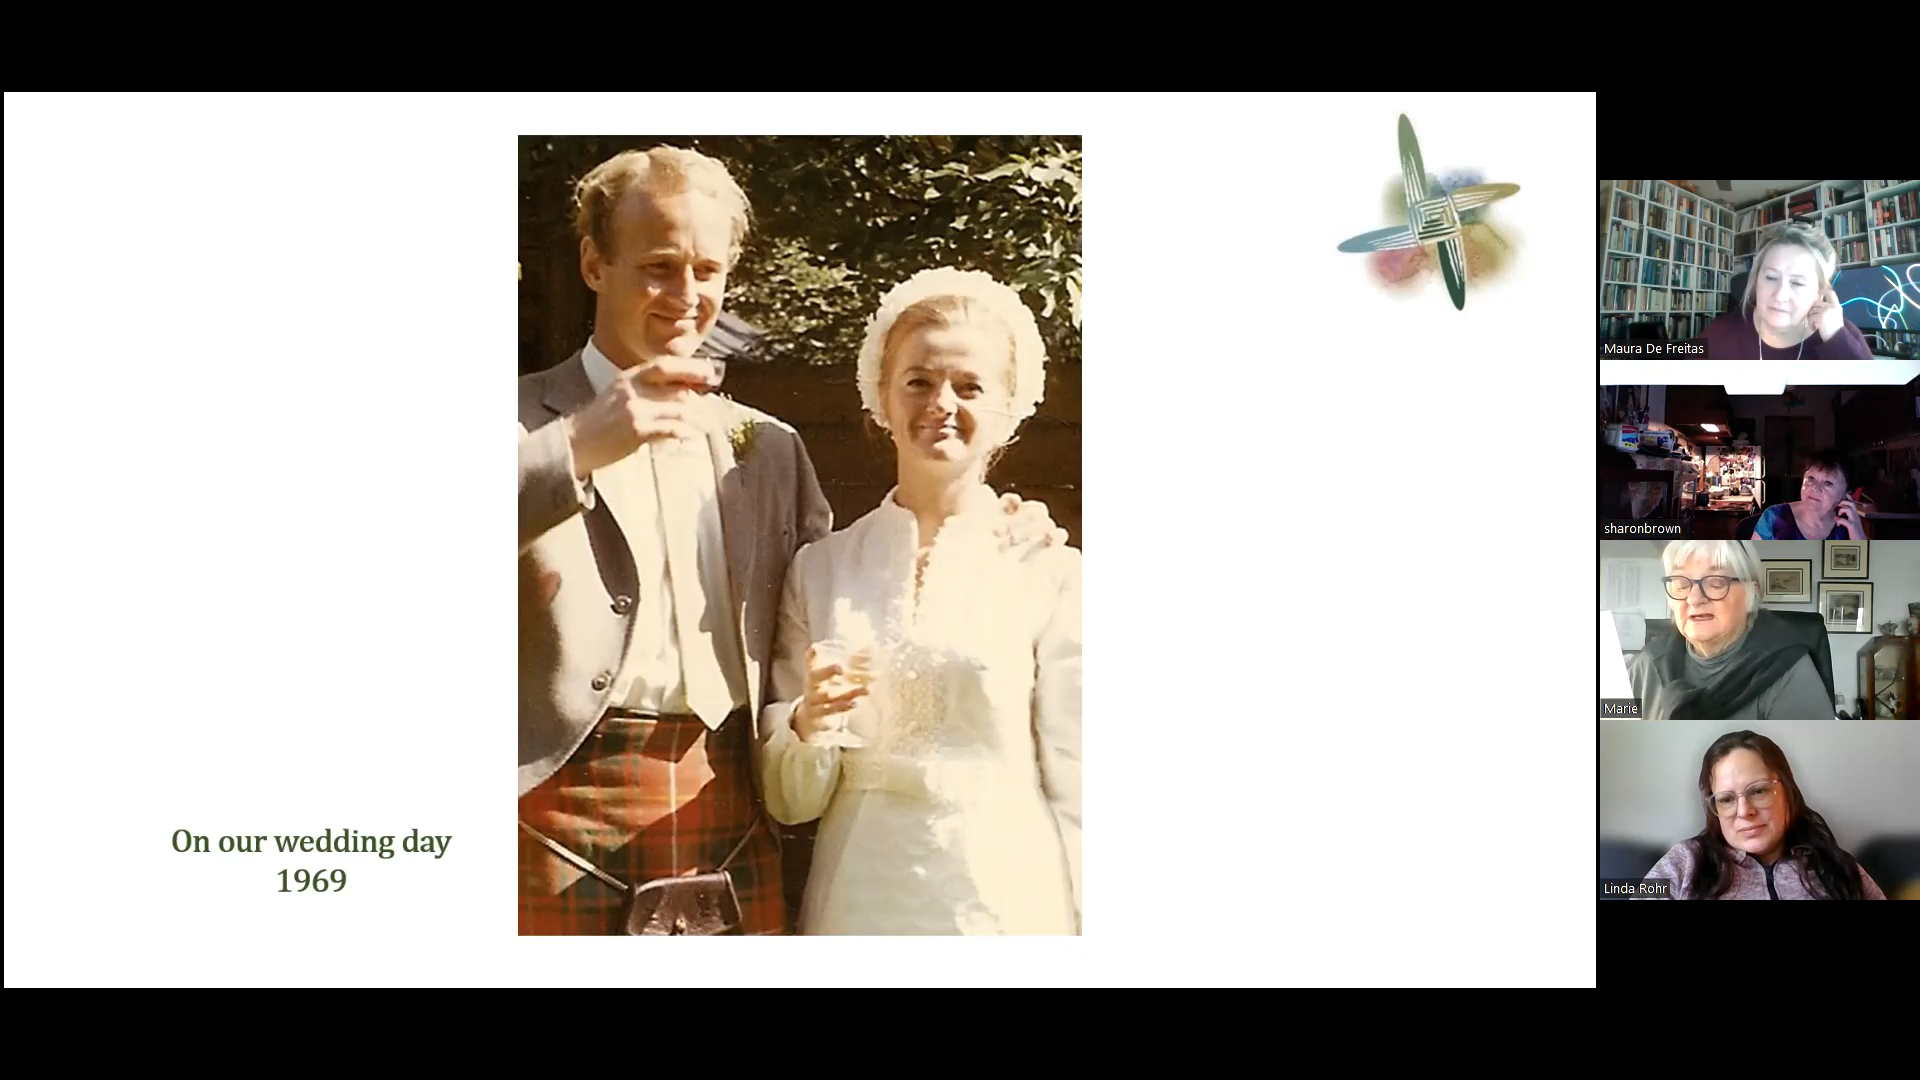 On our wedding day
1969
Maura De Freitas
sharonbrown
Marie
Linda Rohr